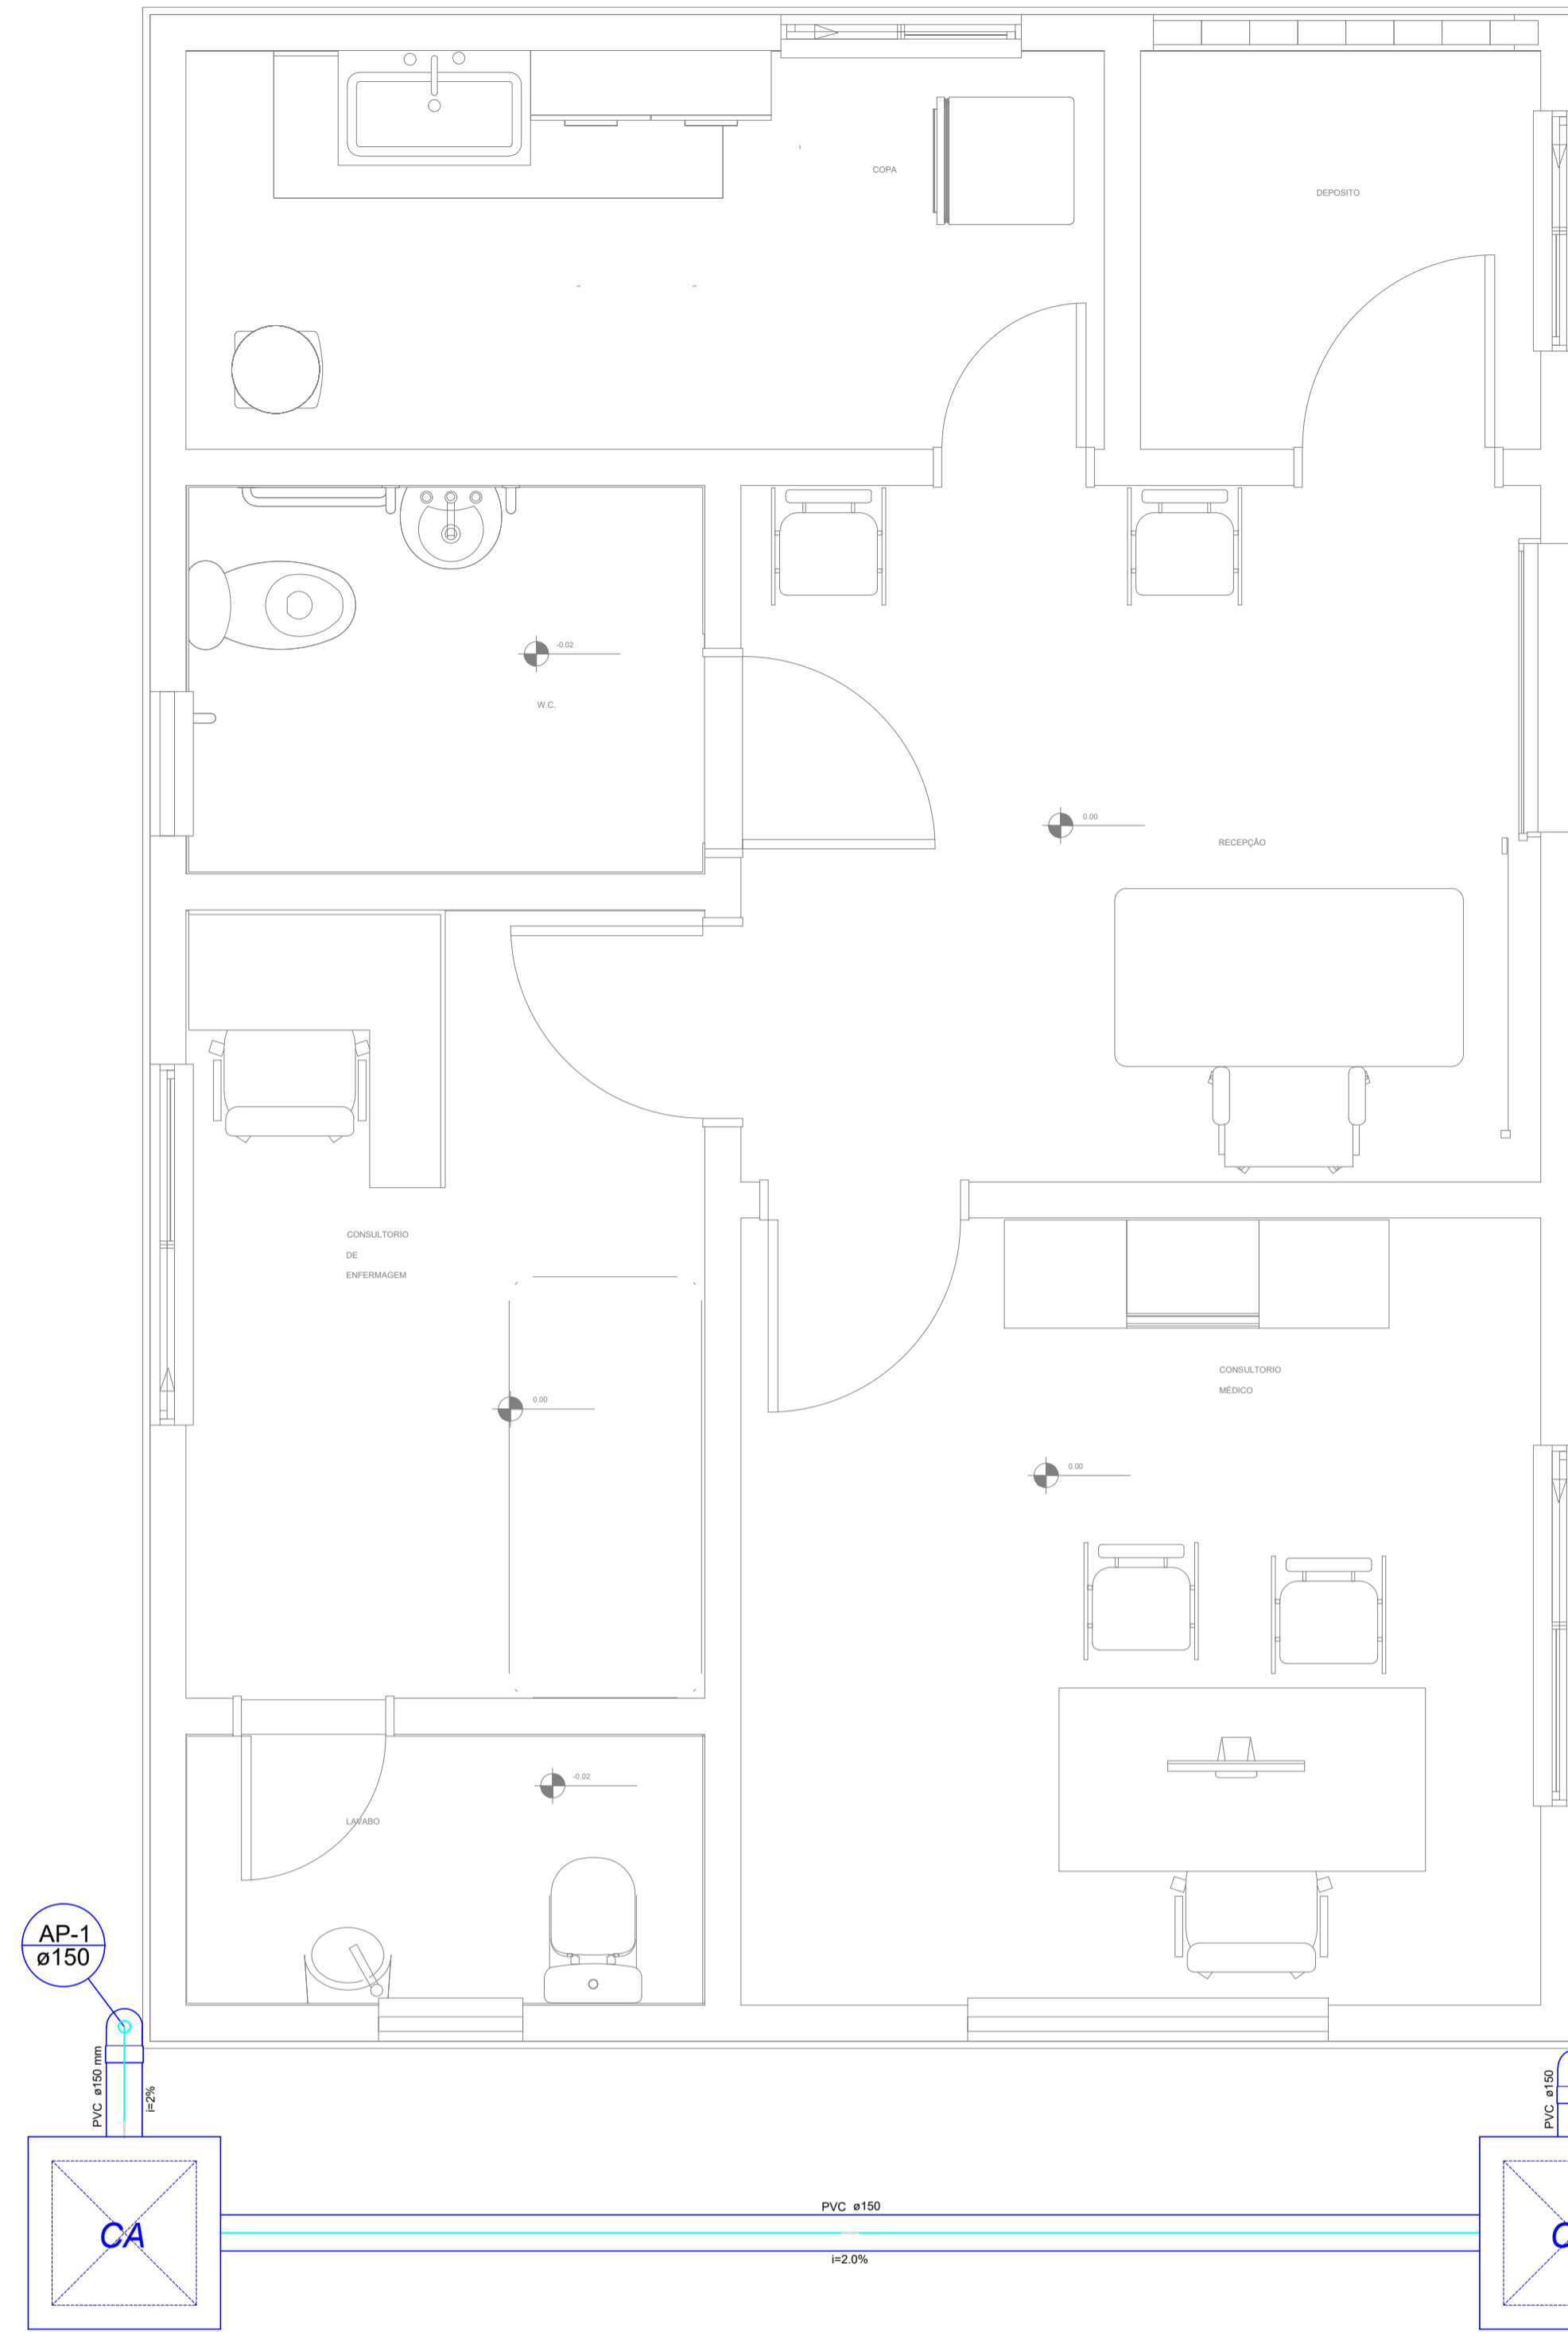 COPA
DEPOSITO
-0.02
W.C.
0.00
RECEPÇÃO
CONSULTORIO
DE
ENFERMAGEM
0.00
CONSULTORIO
MÉDICO
0.00
-0.02
LAVABO
AP-1
ø150
PVC ø150 mm
i=2%
PVC ø150
CA
PVC ø150
i=2.0%